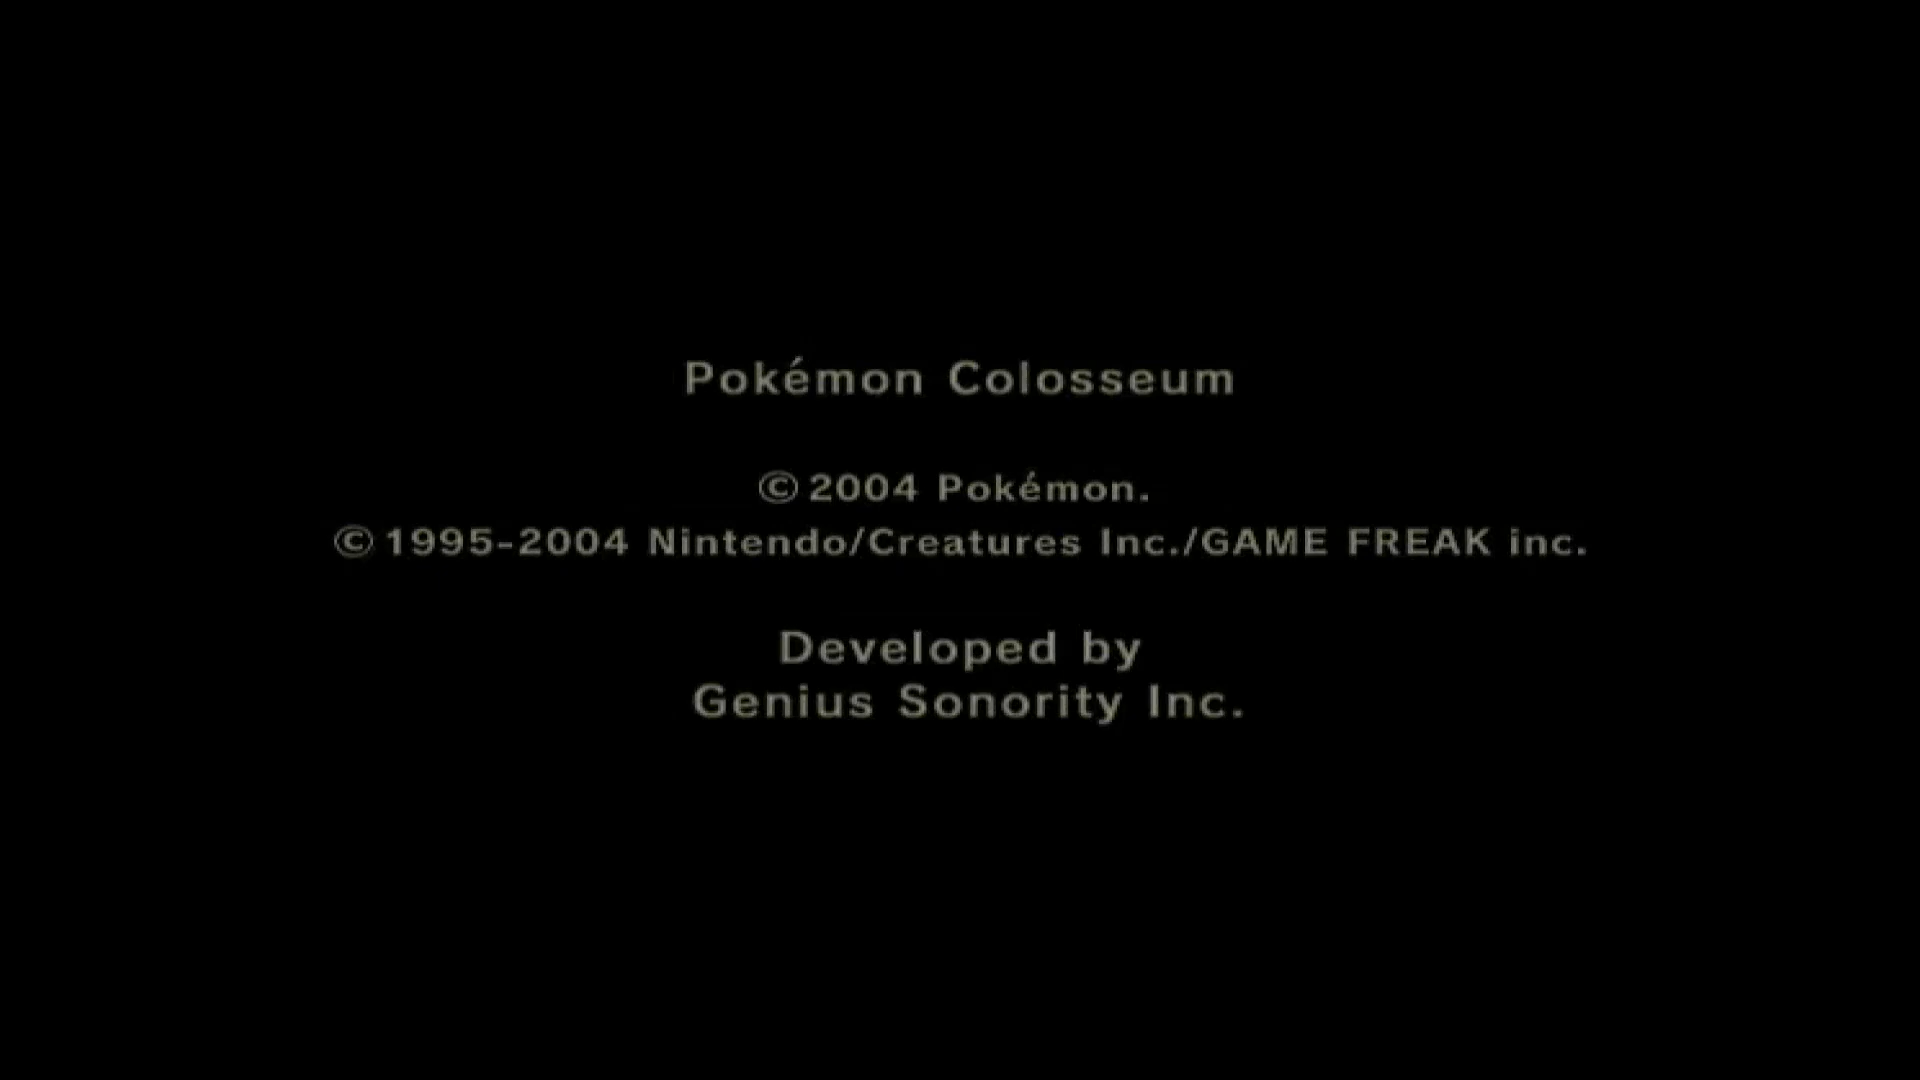 Pokémon Colosseum
©2004 Pokémon.
©1995-2004 Nintendo/Creatures Inc./GAME FREAK inc.
Developed by
Genius Sonority Inc.